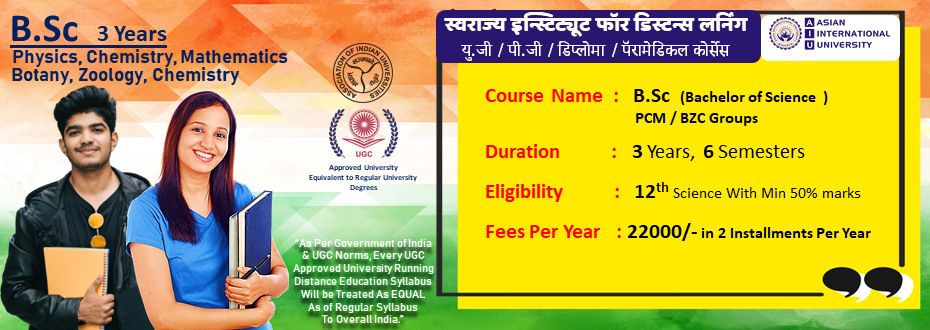 B.Sc 3 Years
Physics, Chemistry, Mathematics
Botany, Zoology, Chemistry
ASSOCIATION OF INDIAN UNIVERSITIES
UGC
Approved University
Equivalent to Regular University
Degrees
"As Per Government of India
& UGC Norms, Every UGC
Approved University Running
Distance Education Syllabus
Will be Treated As EQUAL
As of Regular Syllabus
To Overall India."
स्वराज्य इन्स्टिट्यूट फॉर डिस्टन्स लर्निंग
यु.जी / पी.जी / डिप्लोमा / पॅरामेडिकल कोर्सेस
ASIAN
INTERNATIONAL
UNIVERSITY
Course Name : B.Sc (Bachelor of Science )
PCM / BZC Groups
Duration : 3 Years, 6 Semesters
Eligibility : 12th Science With Min 50% marks
Fees Per Year : 22000/- in 2 Installments Per Year